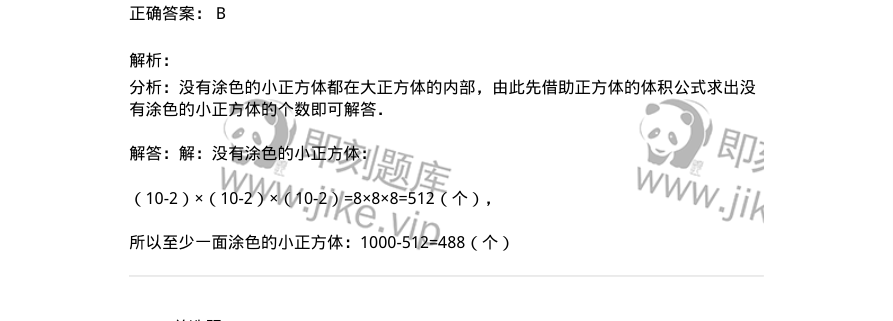 正确答案： B
解析：
分析：没有涂色的小正方体都在大正方体的内部，由此先借助正方体的体积公式求出没
有涂色的小正方体的个数即可解答．
解答：解：没有涂色的小正方体：
（10-2）×（10-2）×（10-2）=8×8×8=512（个），
所以至少一面涂色的小正方体：1000-512=488（个）
即刻题库
www.jike.vip
即
www.jik